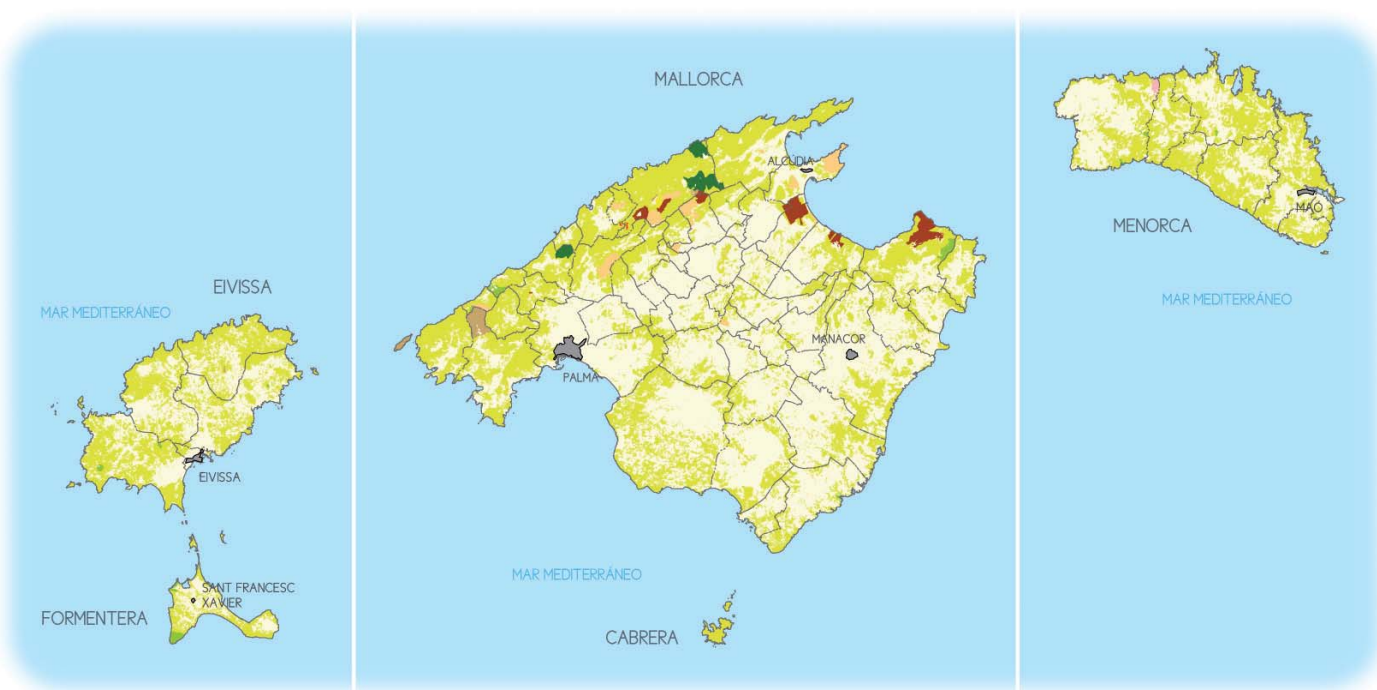 MALLORCA
ALCÚDIA
MAÓ
MENORCA
EIVISSA
MAR MEDITERRÁNEO
MAR MEDITERRÁNEO
MANACOR
PALMA
EIVISSA
MAR MEDITERRÁNEO
SANT FRANCESC
XAVIER
FORMENTERA
CABRERA